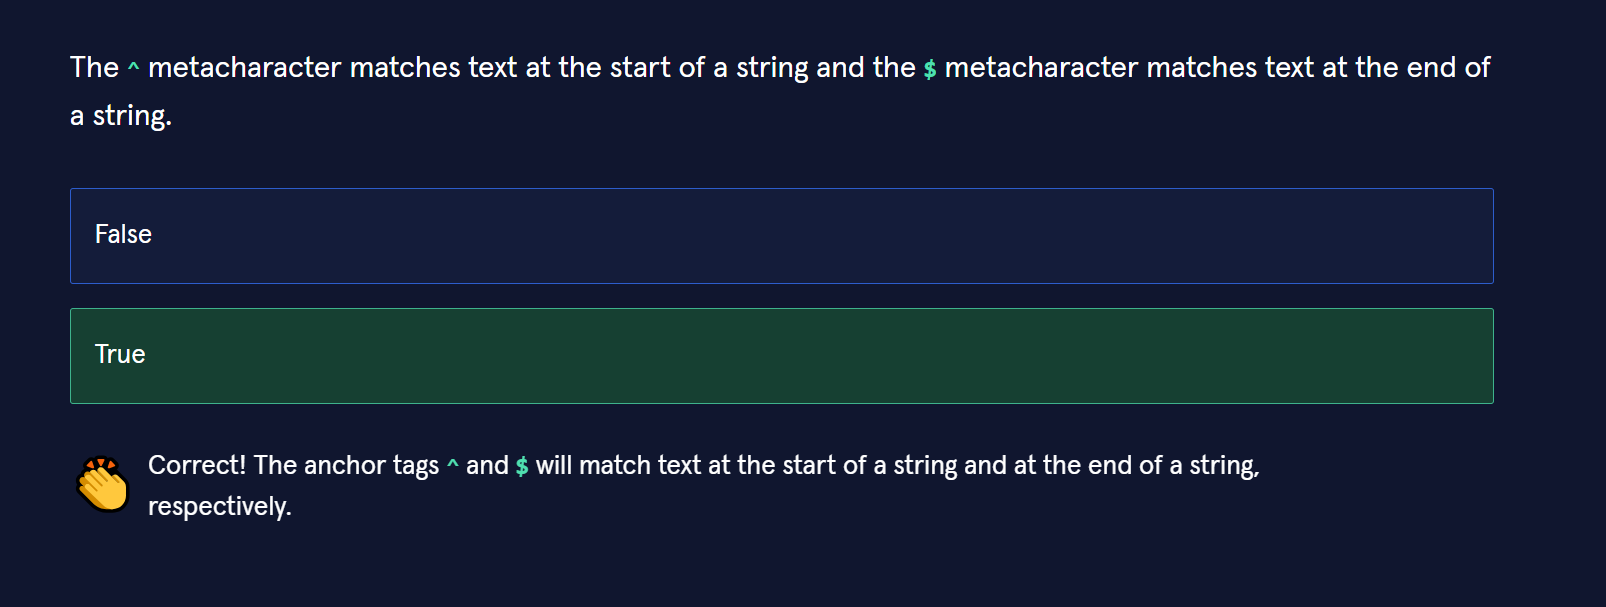 The ^ metacharacter matches text at the start of a string and the $ metacharacter matches text at the end of
a string.
False
True
Correct! The anchor tags ^ and $ will match text at the start of a string and at the end of a string,
respectively.